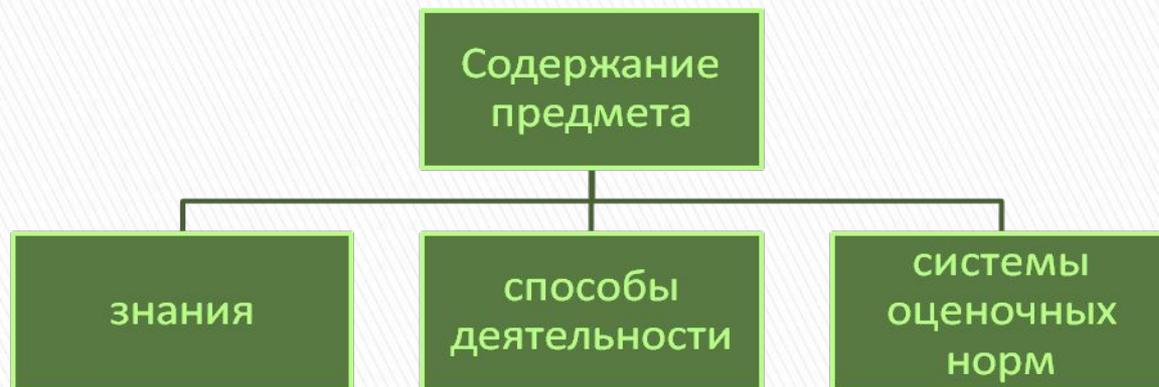 Содержание
предмета
знания
способы
деятельности
системы
оценочных
норм